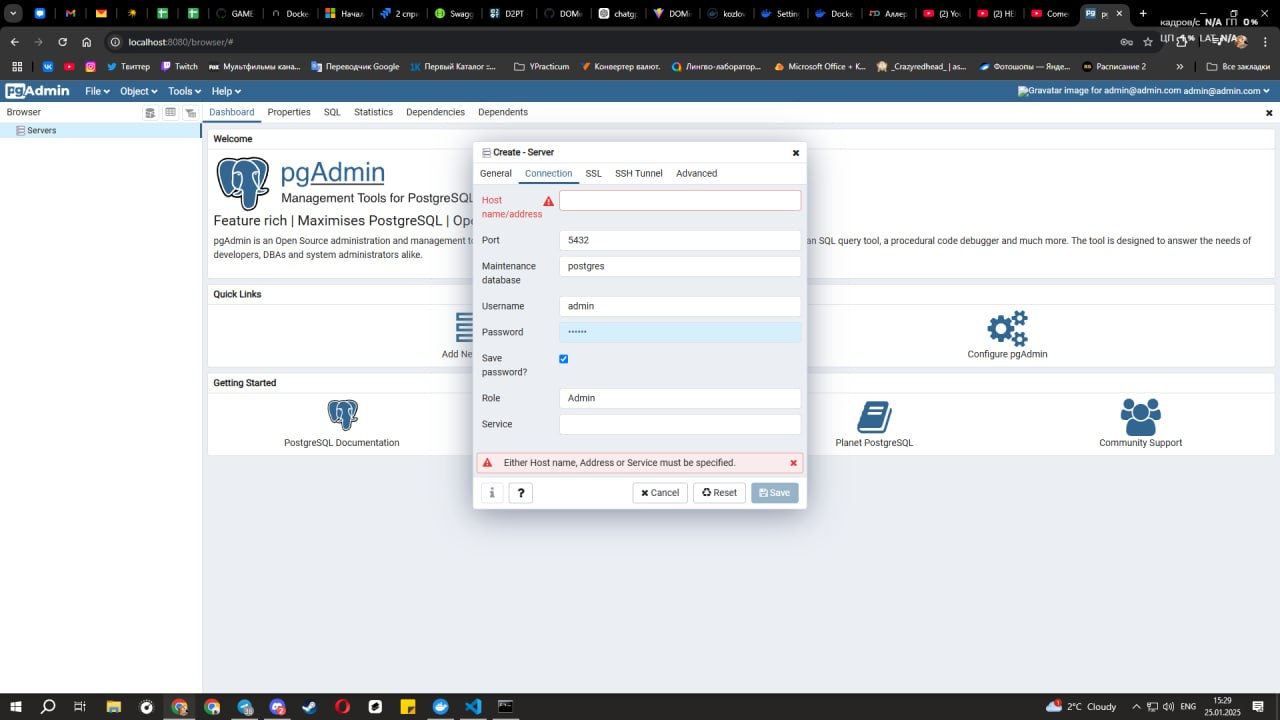 GAME
Docke
Начал
2 спр
Swagg
D2PT -
DOMi
chatg
DOMi
kozlov
Settin
Docke
Аллер
(2) Yo
(2) HE
Come
кадров/с N/A ГП 0 %
ЦП 4 % LAT N/A
localhost:8080/browser/#
Твиттер
Twitch
Мультфильмы кана...
Переводчик Google
1К Первый Каталог :...
YPracticum
Конвертер валют.
Лингво-лаборатор...
Microsoft Office + K...
_Crazyredhead_ | as...
Фотошопы — Янде...
Расписание 2
Все закладки
pgAdmin
File
Object
Tools
Help
Gravatar image for admin@admin.com admin@admin.com
Browser
Dashboard
Properties
SQL
Statistics
Dependencies
Dependents
Servers
Welcome
pgAdmin
Management Tools for PostgreSQL
Feature rich | Maximises PostgreSQL | Ope
pgAdmin is an Open Source administration and management to
an SQL query tool, a procedural code debugger and much more. The tool is designed to answer the needs of
developers, DBAs and system administrators alike.
Quick Links
Add Ne
Configure pgAdmin
Getting Started
PostgreSQL Documentation
Planet PostgreSQL
Community Support
Create - Server
General
Connection
SSL
SSH Tunnel
Advanced
Host
name/address
Port
5432
Maintenance
database
postgres
Username
admin
Password
••••••
Save
password?
Role
Admin
Service
Either Host name, Address or Service must be specified.
i
?
Cancel
Reset
Save
2°C Cloudy
ENG
15:29
25.01.2025